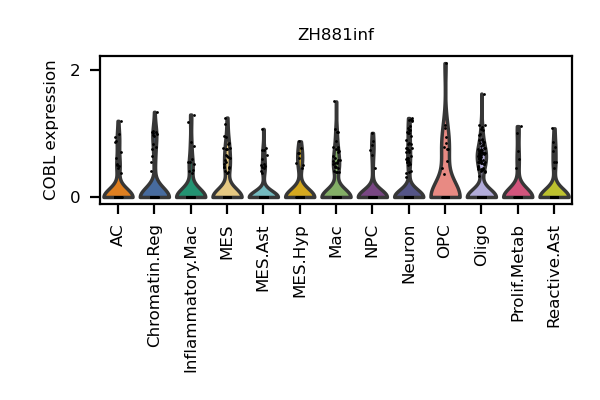 ZH881inf
COBL expression
2
0
AC
Chromatin.Reg
Inflammatory.Mac
MES
MES.Ast
MES.Hyp
Mac
NPC
Neuron
OPC
Oligo
Prolif.Metab
Reactive.Ast